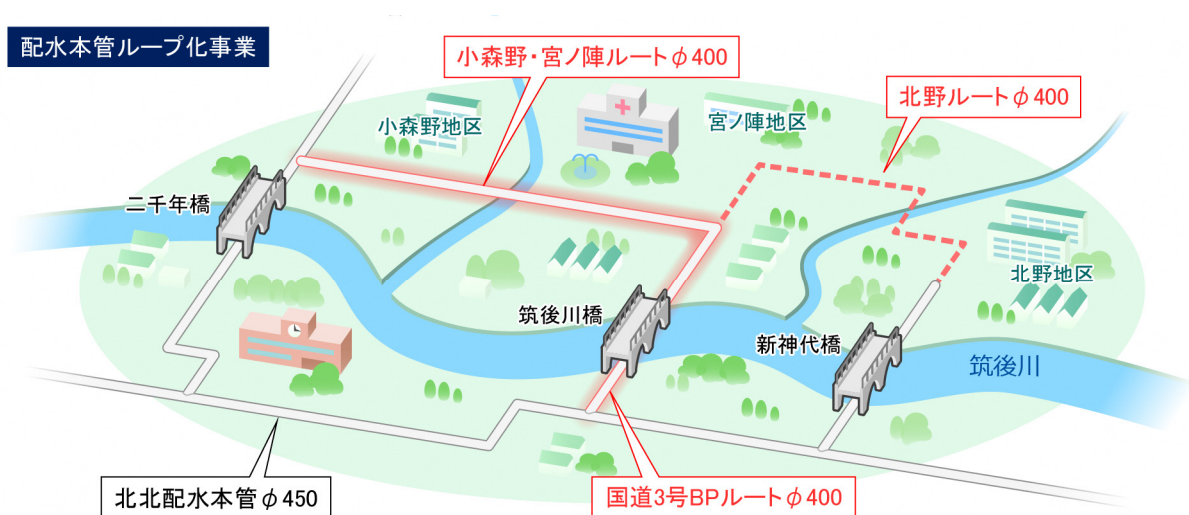 配水本管ループ化事業
小森野・宮ノ陣ルートφ400
北野ルートφ400
小森野地区
宮ノ陣地区
二千年橋
北野地区
筑後川橋
新神代橋
筑後川
北北配水本管φ450
国道3号BPルートφ400